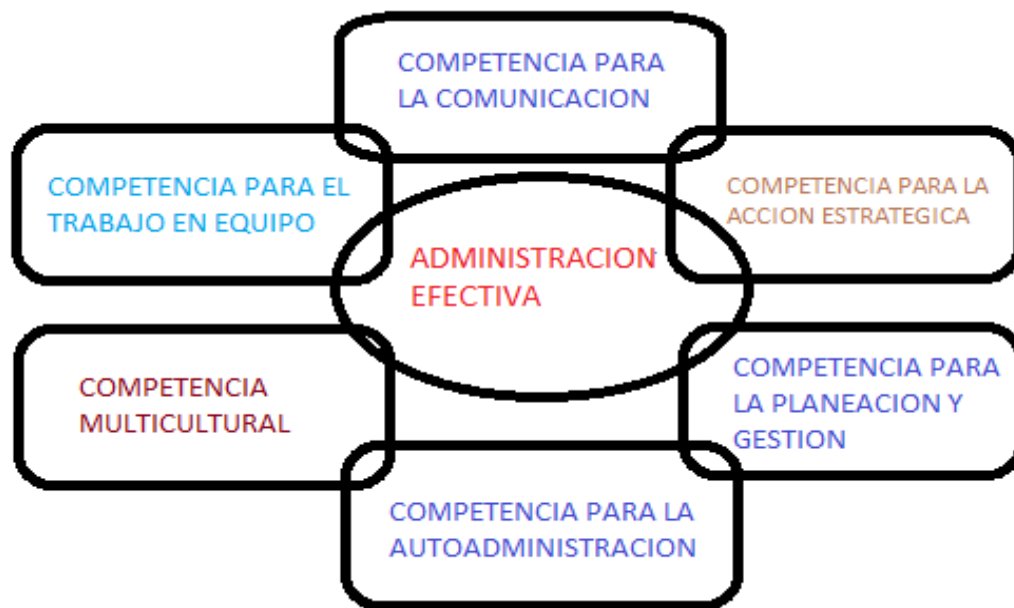 COMPETENCIA PARA
LA COMUNICACION
COMPETENCIA PARA EL
TRABAJO EN EQUIPO
COMPETENCIA PARA LA
ACCION ESTRATEGICA
ADMINISTRACION
EFECTIVA
COMPETENCIA
MULTICULTURAL
COMPETENCIA PARA
LA PLANEACION Y
GESTION
COMPETENCIA PARA LA
AUTOADMINISTRACION